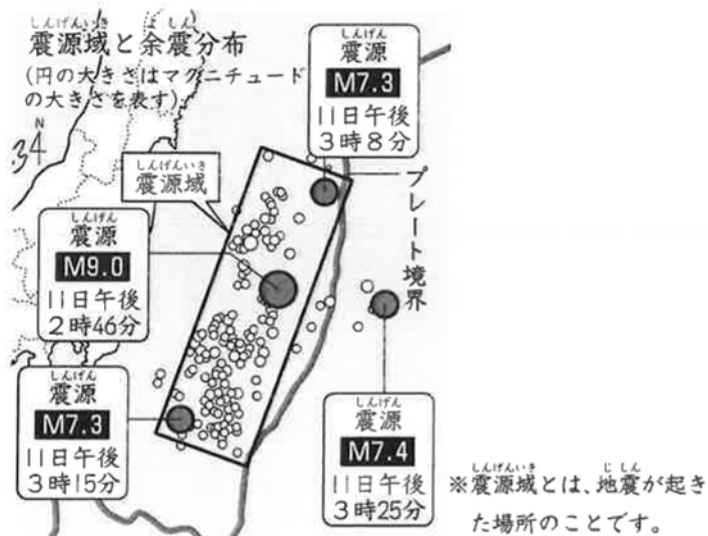 震源域と余震分布
(円の大きさはマグニチュード
の大きさを表す)
N
震源域
震源
M7.3
11日午後
3時8分
プレート境界
震源
M9.0
11日午後
2時46分
震源
M7.3
11日午後
3時15分
震源
M7.4
11日午後
3時25分
※震源域とは、地震が起き
た場所のことです。